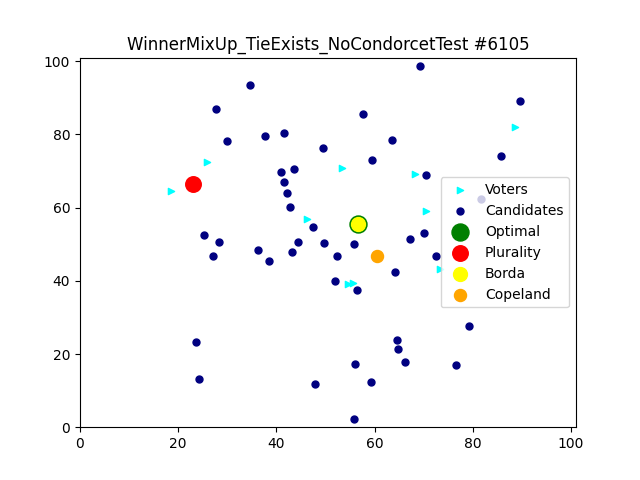 WinnerMixUp_TieExists_NoCondorcetTest #6105
100
80
60
40
20
0
0
20
40
60
80
100
Voters
Candidates
Optimal
Plurality
Borda
Copeland